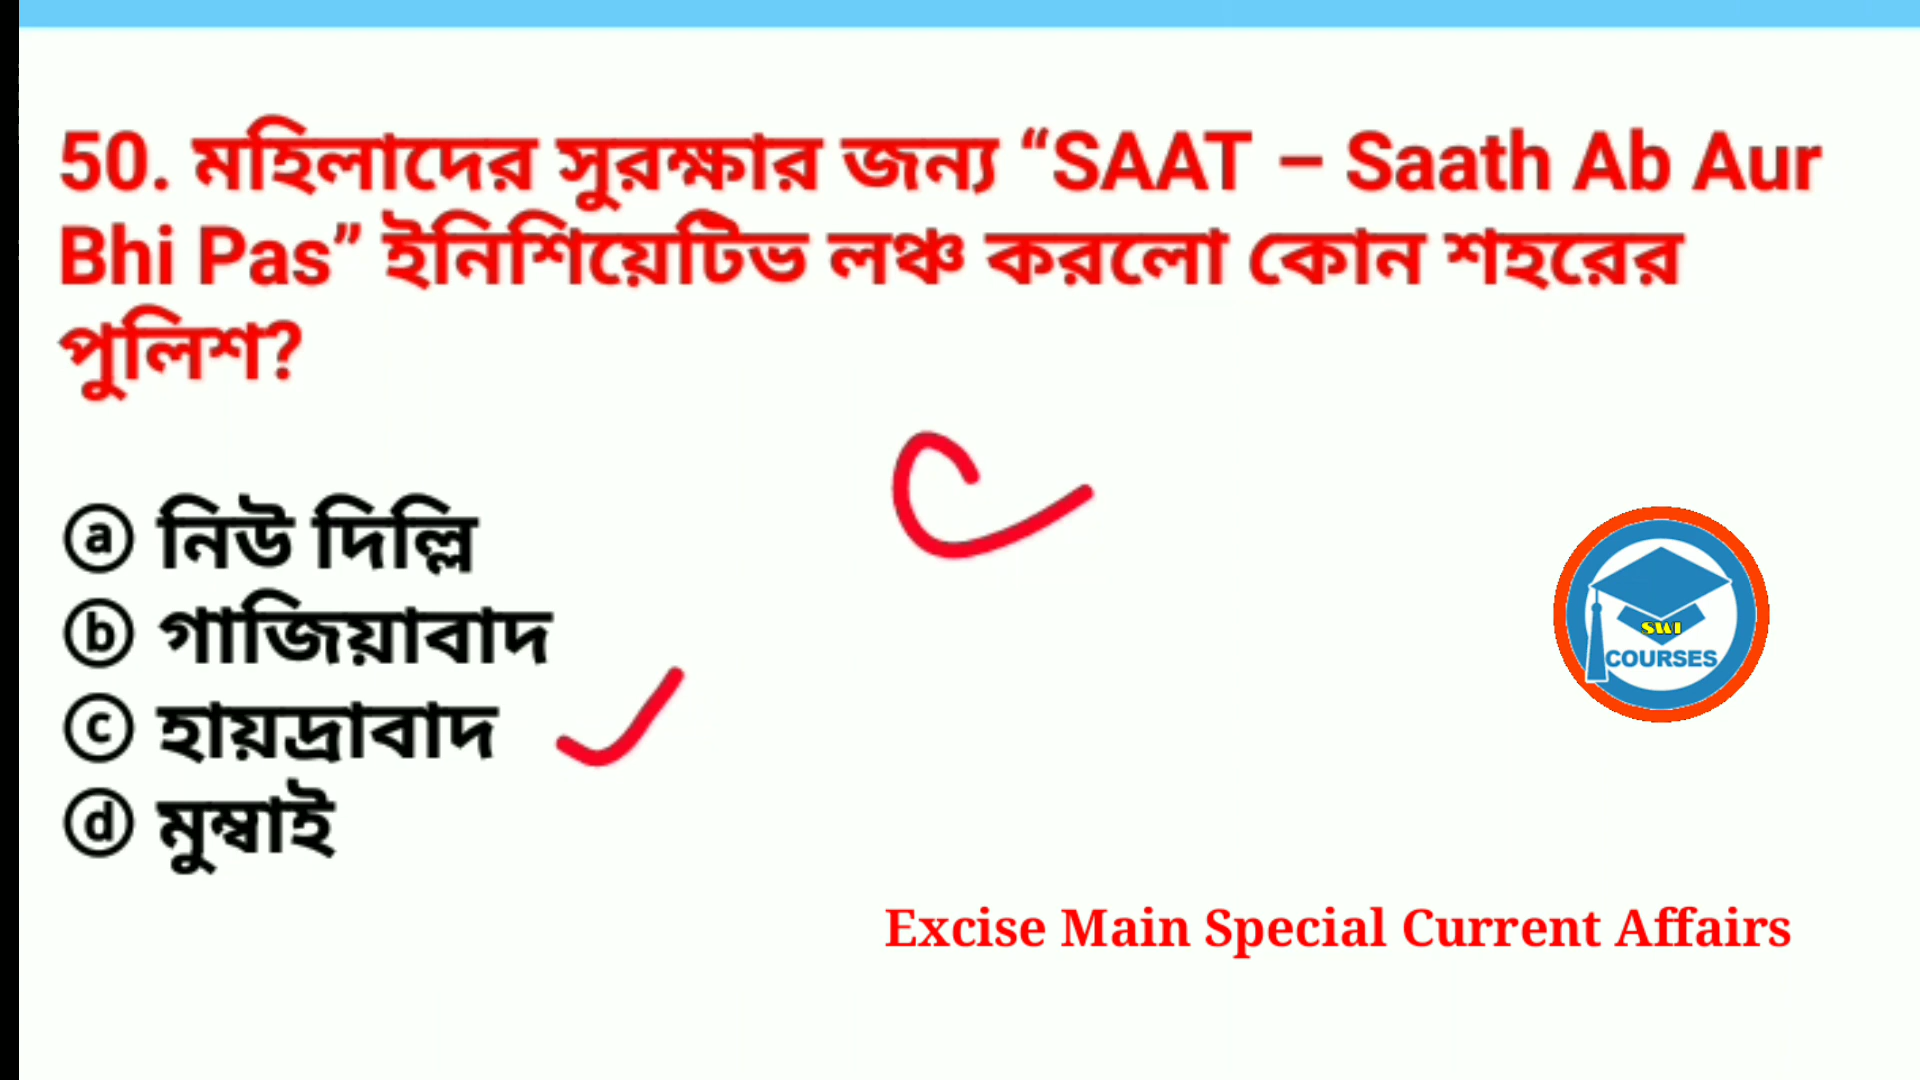 50. মহিলাদের সুরক্ষার জন্য “SAAT – Saath Ab Aur
Bhi Pas” ইনিশিয়েটিভ লঞ্চ করলো কোন শহরের
পুলিশ?
ⓐ নিউ দিল্লি
ⓑ গাজিয়াবাদ
ⓒ হায়দ্রাবাদ
ⓓ মুম্বাই
SWI
COURSES
Excise Main Special Current Affairs